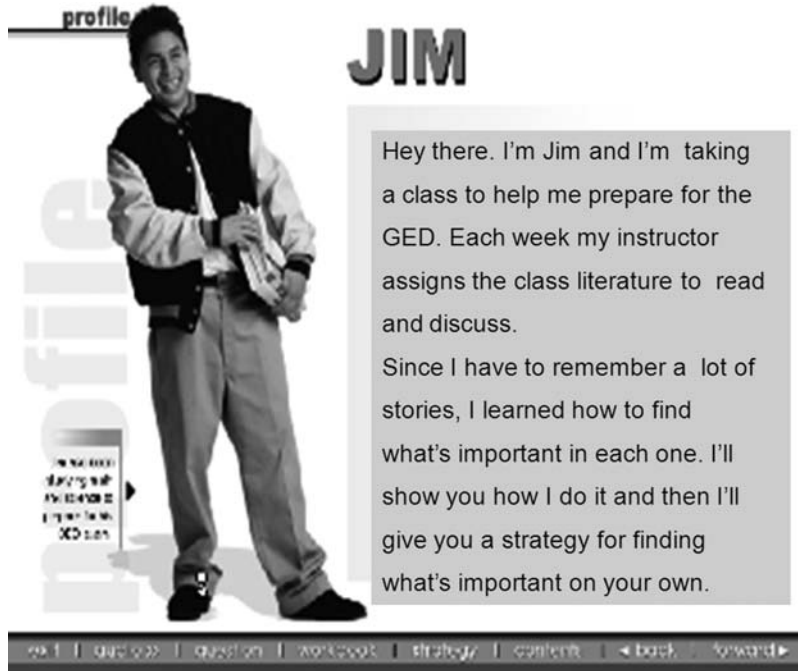 profile
JIM
profile
Hey there. I'm Jim and I'm taking
a class to help me prepare for the
GED. Each week my instructor
assigns the class literature to read
and discuss.
Since I have to remember a lot of
stories, I learned how to find
what's important in each one. I'll
show you how I do it and then I'll
give you a strategy for finding
what's important on your own.
exit | | question | workbook | strategy | contents | ◄ back | forward ►